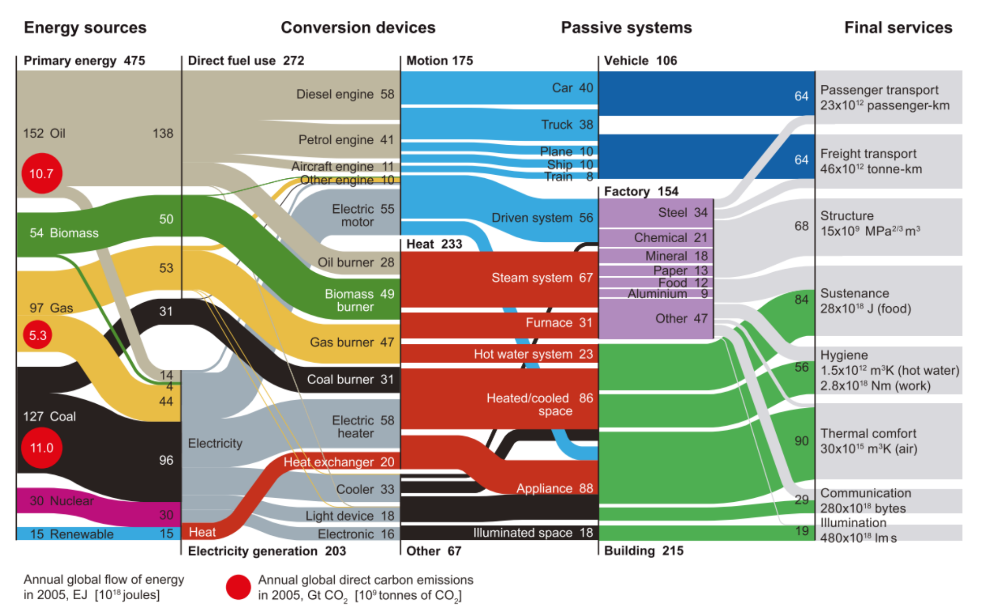 Energy sources
Conversion devices
Passive systems
Final services
Primary energy 475
Direct fuel use 272
Motion 175
Vehicle 106
152 Oil
138
10.7
54 Biomass
50
97 Gas
53
5.3
31
14
4
44
127 Coal
11.0
96
30 Nuclear
30
15 Renewable
15
Diesel engine 58
Petrol engine 41
Aircraft engine 11
Other engine 10
Electric 55
motor
Oil burner 28
Biomass 49
burner
Gas burner 47
Coal burner 31
Electricity
Electric 58
heater
Heat exchanger 20
Cooler 33
Light device 18
Heat
Electronic 16
Electricity generation 203
Car 40
Truck 38
Plane 10
Ship 10
Train 8
Driven system 56
Heat 233
Steam system 67
Furnace 31
Hot water system 23
Heated/cooled 86
space
Appliance 88
Illuminated space 18
Other 67
64
64
Factory 154
Steel 34
Chemical 21
Mineral 18
Paper 13
Food 12
Aluminium 9
Other 47
68
84
56
90
29
19
Building 215
Passenger transport
23x10¹² passenger-km
Freight transport
46x10¹² tonne-km
Structure
15x10⁹ MPa²ᐟ³ m³
Sustenance
28x10¹⁸ J (food)
Hygiene
1.5x10¹² m³K (hot water)
2.8x10¹⁸ Nm (work)
Thermal comfort
30x10¹⁵ m³K (air)
Communication
280x10¹⁸ bytes
Illumination
480x10¹⁸ lm s
Annual global flow of energy
in 2005, EJ [10¹⁸ joules]
Annual global direct carbon emissions
in 2005, Gt CO₂ [10⁹ tonnes of CO₂]